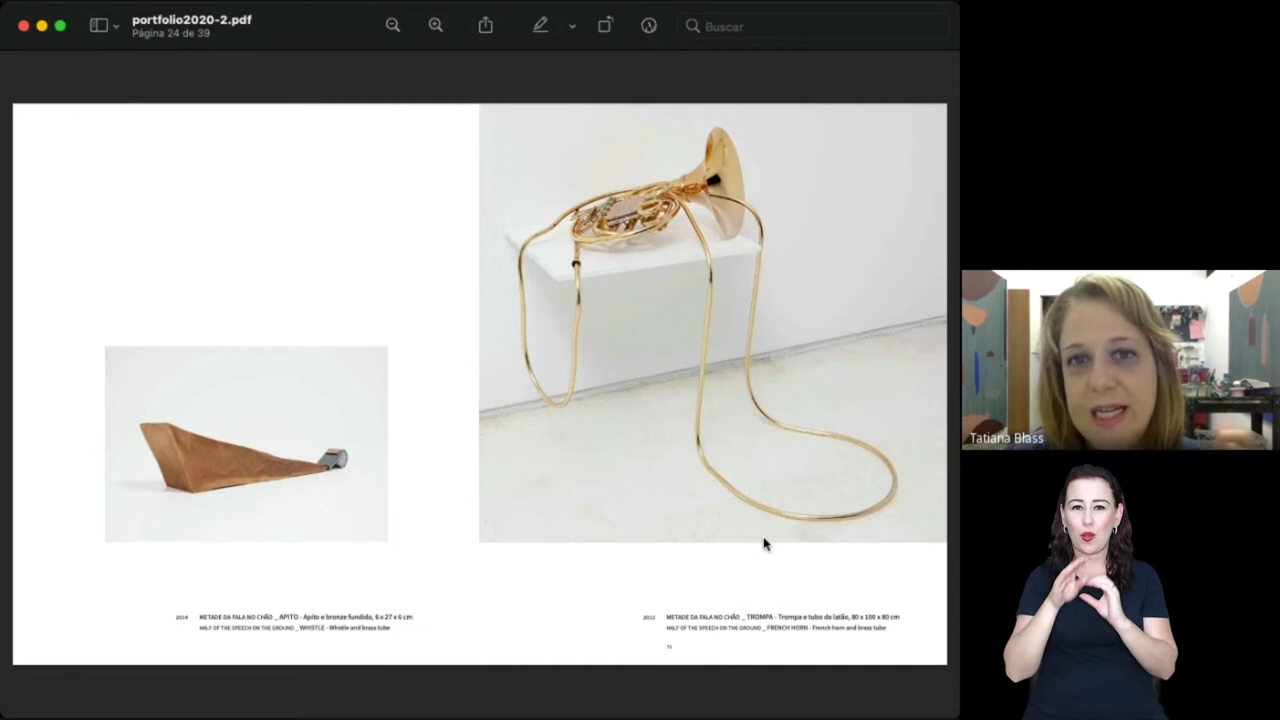 portfolio2020-2.pdf
Página 24 de 39
Buscar
Tatiana Blass
2014 METADE DA FALA NO CHÃO _ APITO - Apito e bronze fundido, 6 x 27 x 6 cm
HALF OF THE SPEECH ON THE GROUND _ WHISTLE - Whistle and brass tube
2013 METADE DA FALA NO CHÃO _ TROMPA - Trompa e tubo de latão, 80 x 100 x 80 cm
HALF OF THE SPEECH ON THE GROUND _ FRENCH HORN - French horn and brass tube